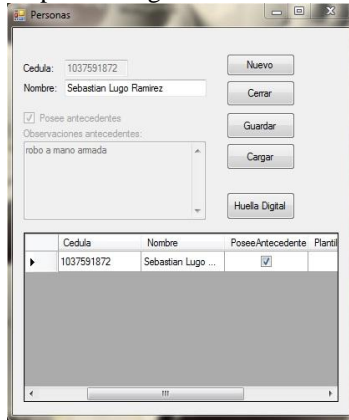 Personas
Cedula: 1037591872
Nombre: Sebastian Lugo Ramirez
Posee antecedentes
Observaciones antecedentes:
robo a mano armada
Nuevo
Cerrar
Guardar
Cargar
Huella Digital
Cedula Nombre PoseeAntecedente Plantil
1037591872 Sebastian Lugo ...